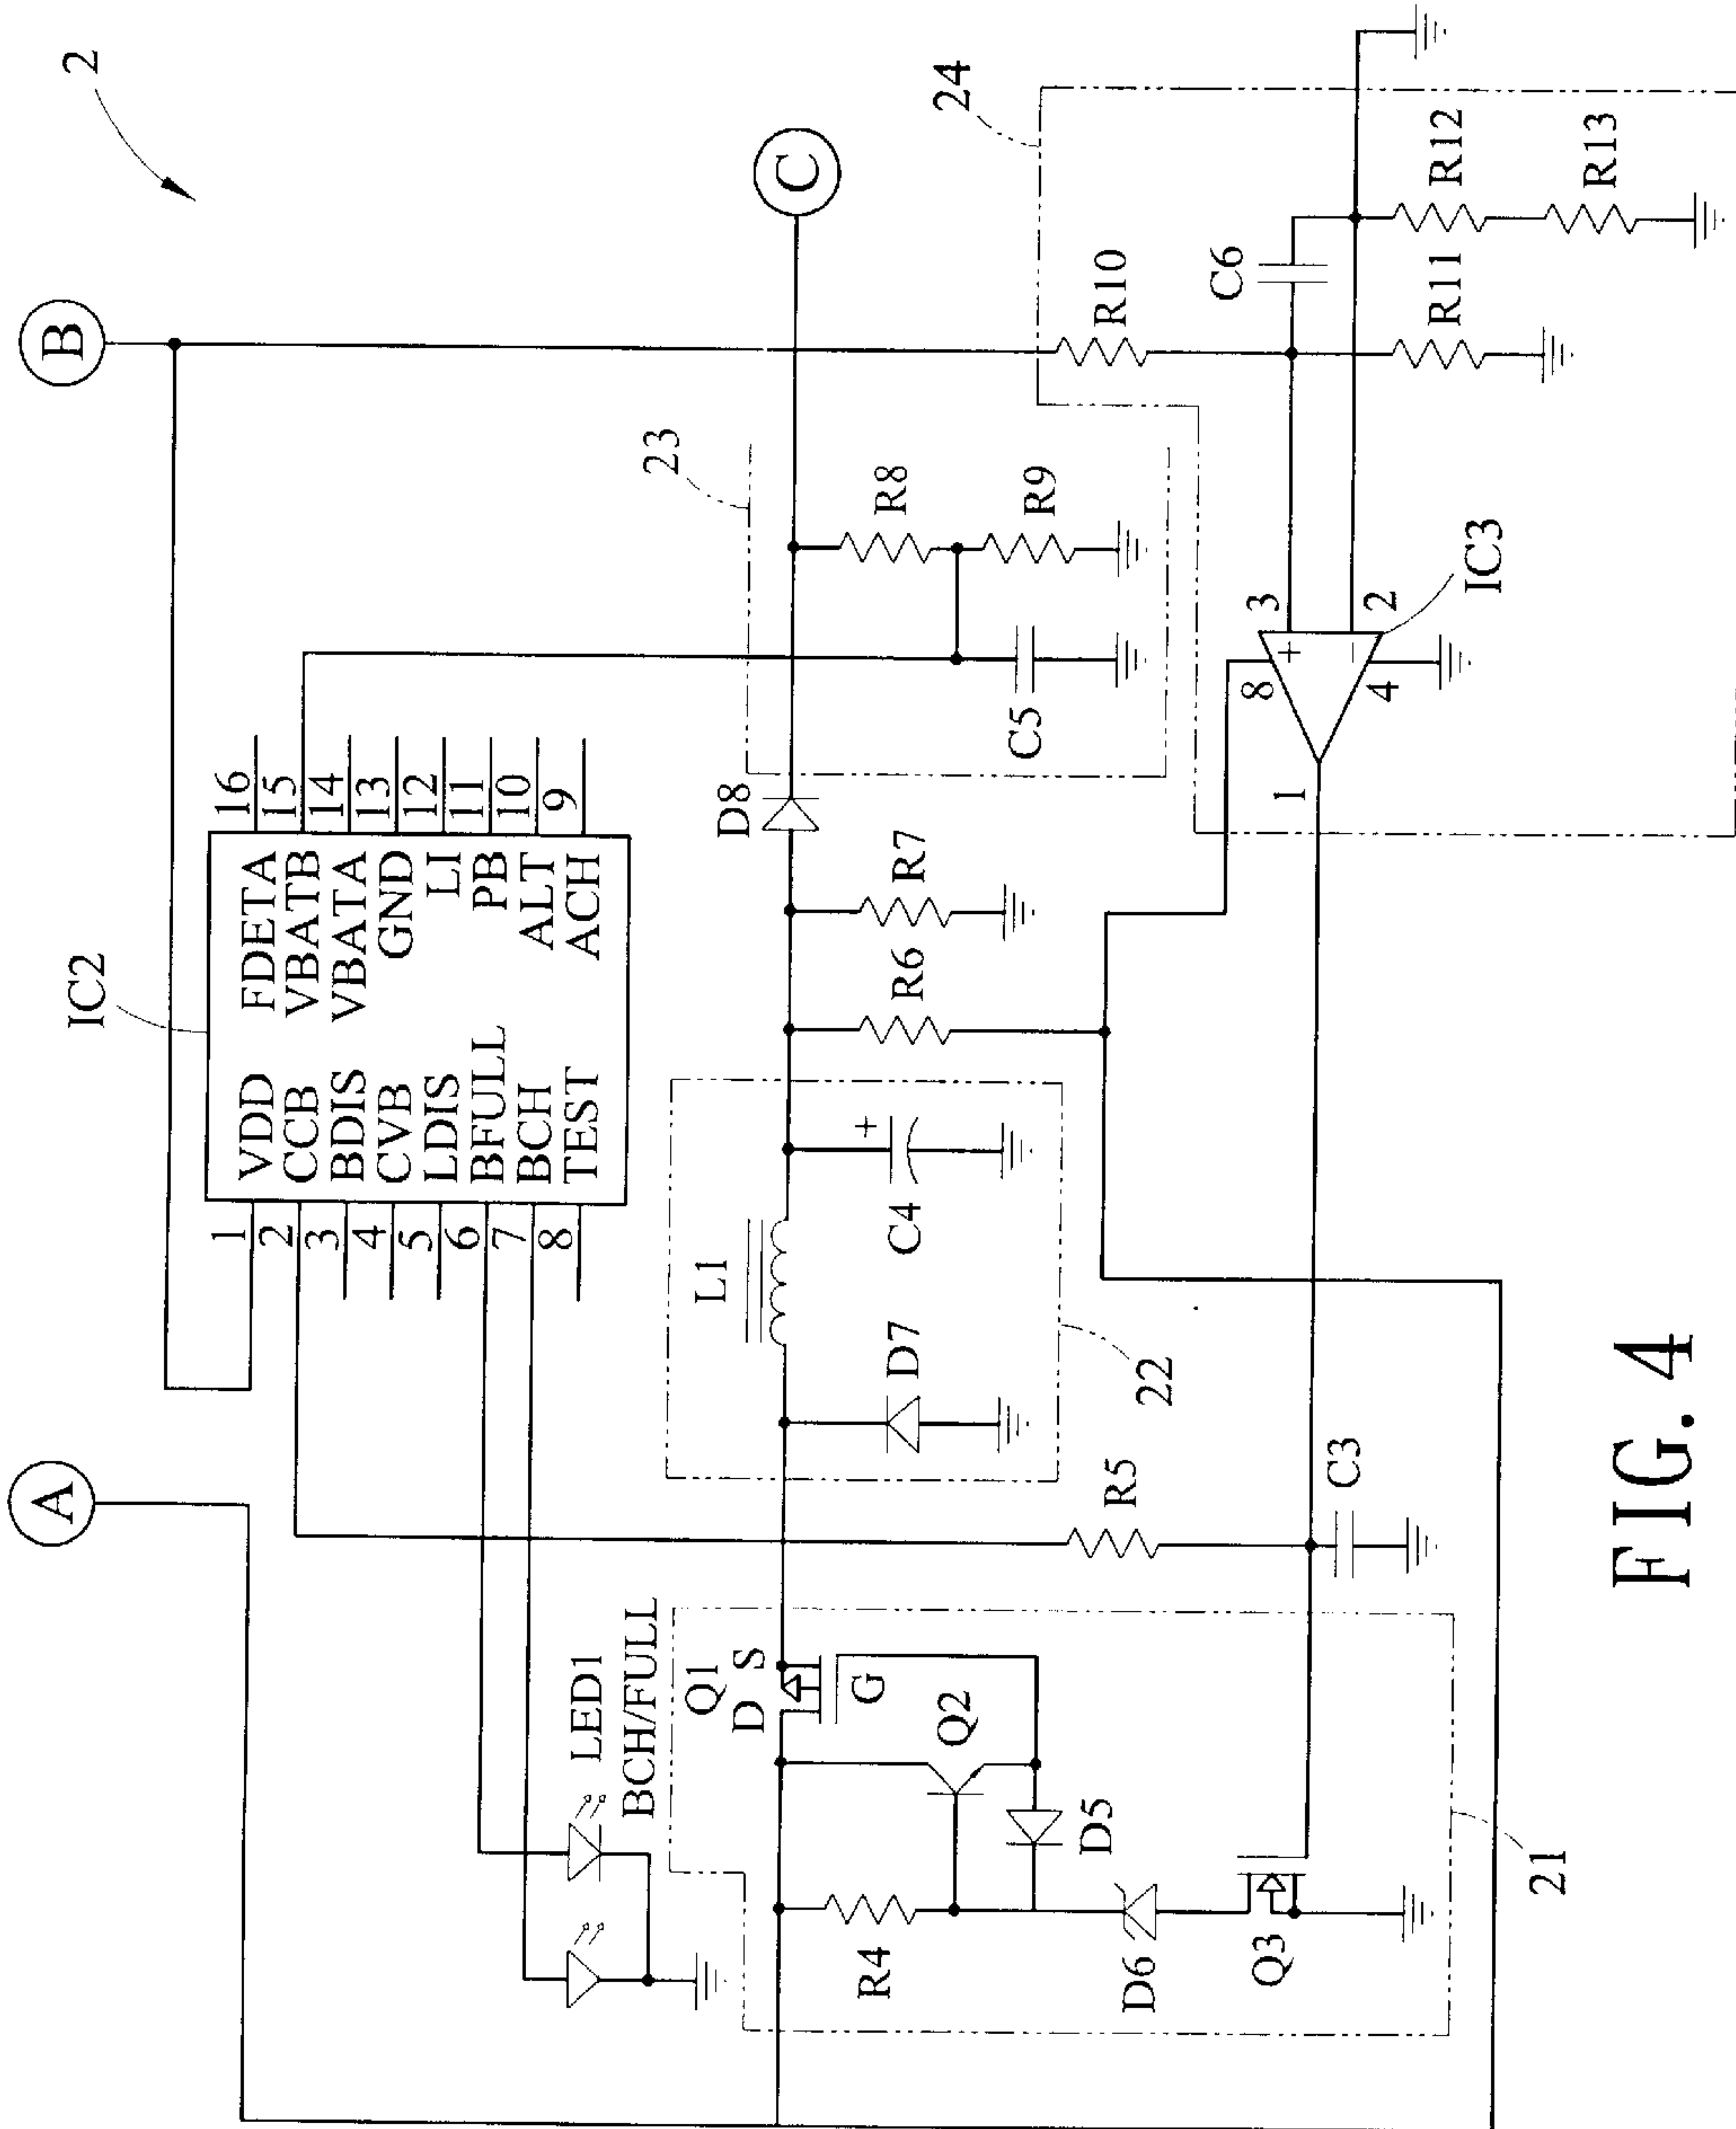 2
A
B
C
IC2
1 VDD
2 CCB
3 BDIS
4 CVB
5 LDIS
6 BFULL
7 BCH
8 TEST
FDETA 16
VBATB 15
VBATA 14
GND 13
LI 12
PB 11
ALT 10
ACH 9
LED1
BCH/FULL
Q1
D S
G
Q2
R4
D5
D6
Q3
21
R5
C3
L1
D7
C4
+
22
R6
R7
D8
23
R8
R9
C5
24
R10
C6
R11
R12
R13
IC3
3
2
8
4
1
+
−
FIG. 4